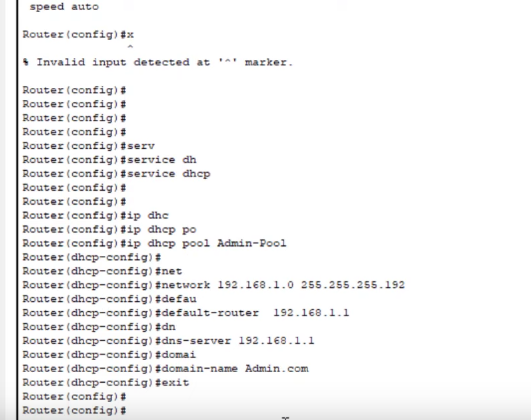 speed auto
Router(config)#x
^
% Invalid input detected at '^' marker.
Router(config)#
Router(config)#
Router(config)#
Router(config)#
Router(config)#serv
Router(config)#service dh
Router(config)#service dhcp
Router(config)#
Router(config)#
Router(config)#ip dhc
Router(config)#ip dhcp po
Router(config)#ip dhcp pool Admin-Pool
Router(dhcp-config)#
Router(dhcp-config)#net
Router(dhcp-config)#network 192.168.1.0 255.255.255.192
Router(dhcp-config)#defau
Router(dhcp-config)#default-router  192.168.1.1
Router(dhcp-config)#dn
Router(dhcp-config)#dns-server 192.168.1.1
Router(dhcp-config)#domai
Router(dhcp-config)#domain-name Admin.com
Router(dhcp-config)#exit
Router(config)#
Router(config)#